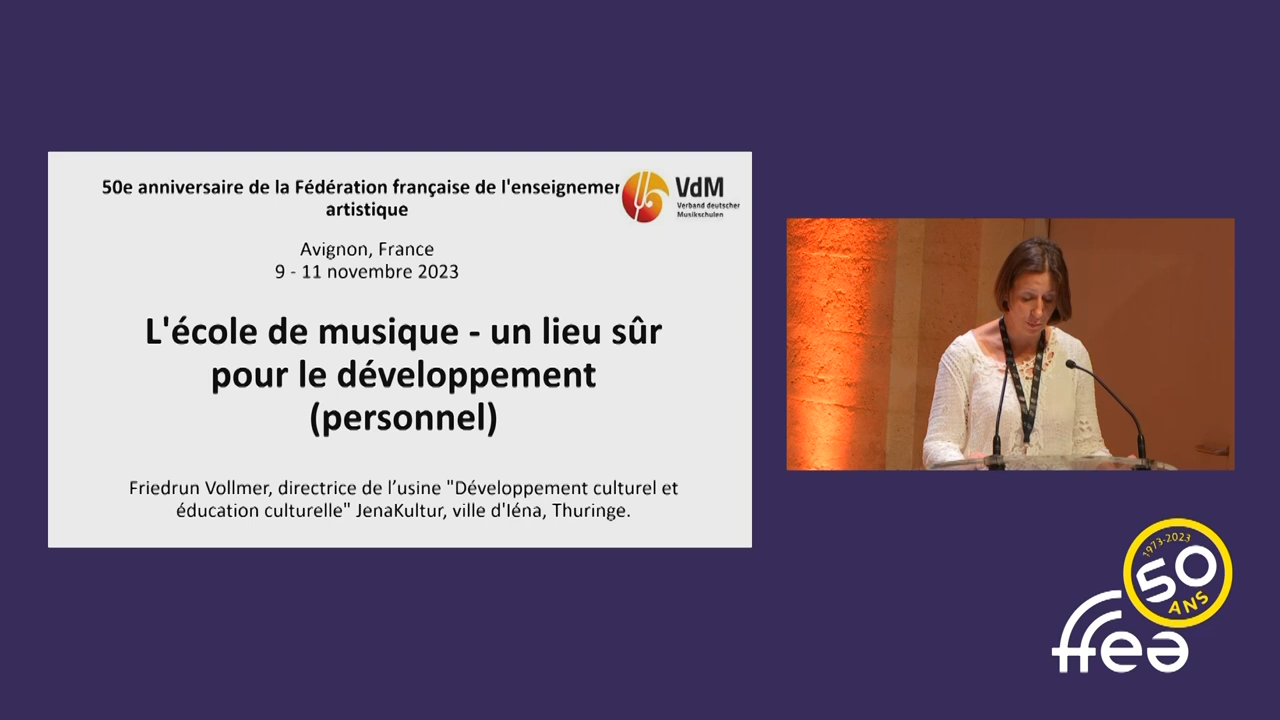 50e anniversaire de la Fédération française de l'enseignemen
artistique
VdM
Verband deutscher
Musikschulen
Avignon, France
9 - 11 novembre 2023
L'école de musique - un lieu sûr
pour le développement
(personnel)
Friedrun Vollmer, directrice de l’usine "Développement culturel et
éducation culturelle" JenaKultur, ville d'Iéna, Thuringe.
1973-2023
50
ANS
ffea